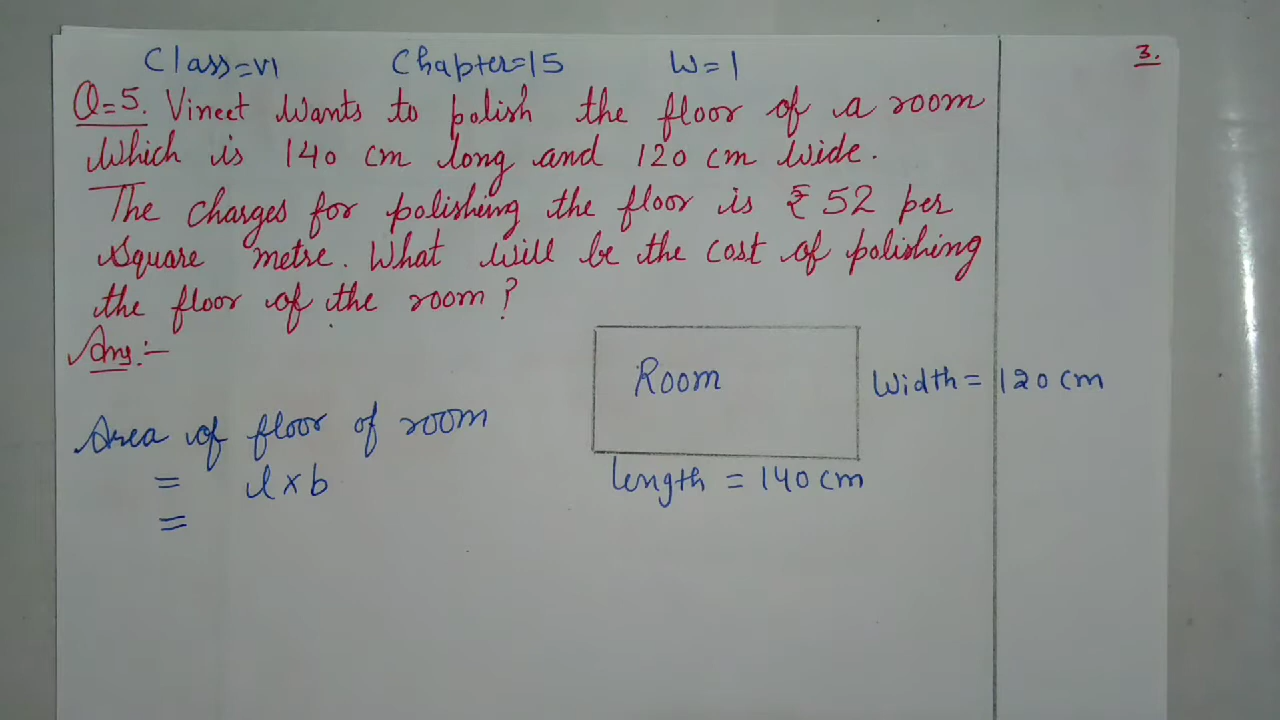 Class=VI Chapter=15 W=1
3.
Q=5. Vineet wants to polish the floor of a room
which is 140 cm long and 120 cm wide.
The charges for polishing the floor is ₹ 52 per
square metre. What will be the cost of polishing
the floor of the room?
Ans:-
Room
Width = 120 cm
Area of floor of room
length = 140 cm
= l×b
=